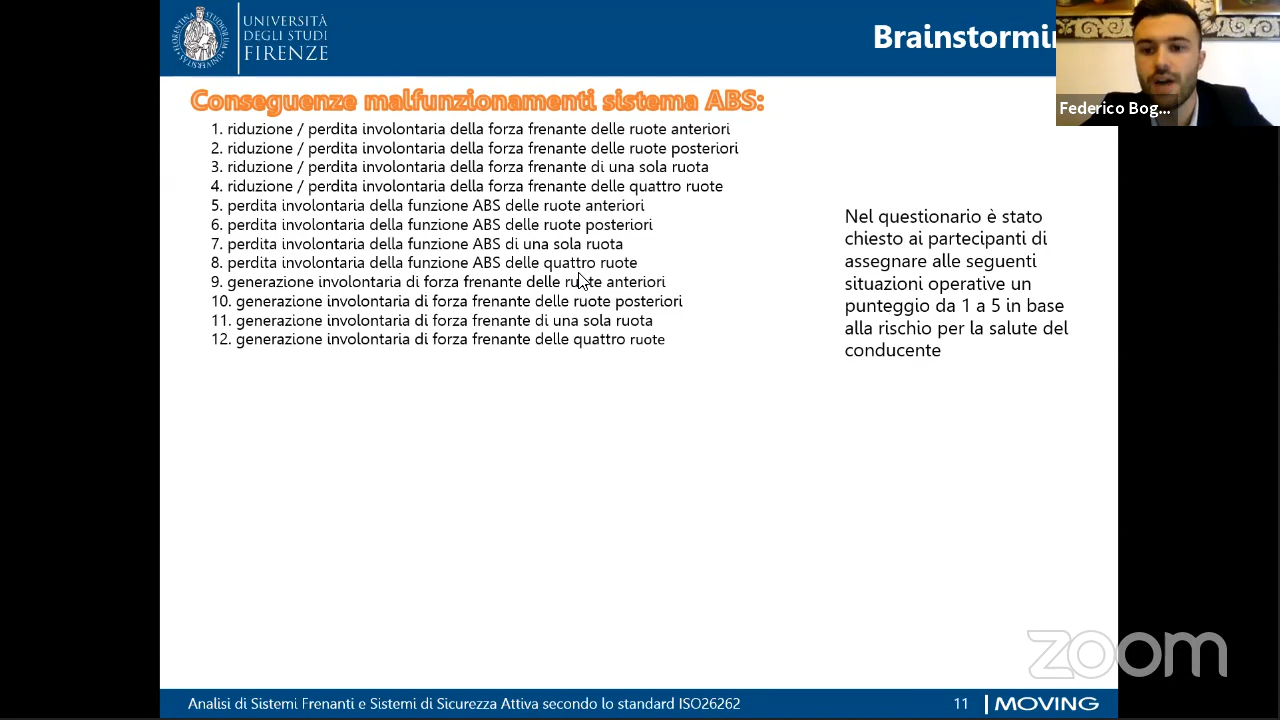 UNIVERSITÀ
DEGLI STUDI
FIRENZE
Brainstormin
Federico Bog...
Conseguenze malfunzionamenti sistema ABS:
1. riduzione / perdita involontaria della forza frenante delle ruote anteriori
2. riduzione / perdita involontaria della forza frenante delle ruote posteriori
3. riduzione / perdita involontaria della forza frenante di una sola ruota
4. riduzione / perdita involontaria della forza frenante delle quattro ruote
5. perdita involontaria della funzione ABS delle ruote anteriori
6. perdita involontaria della funzione ABS delle ruote posteriori
7. perdita involontaria della funzione ABS di una sola ruota
8. perdita involontaria della funzione ABS delle quattro ruote
9. generazione involontaria di forza frenante delle ruote anteriori
10. generazione involontaria di forza frenante delle ruote posteriori
11. generazione involontaria di forza frenante di una sola ruota
12. generazione involontaria di forza frenante delle quattro ruote
Nel questionario è stato
chiesto ai partecipanti di
assegnare alle seguenti
situazioni operative un
punteggio da 1 a 5 in base
alla rischio per la salute del
conducente
zoom
Analisi di Sistemi Frenanti e Sistemi di Sicurezza Attiva secondo lo standard ISO26262
11
MOVING